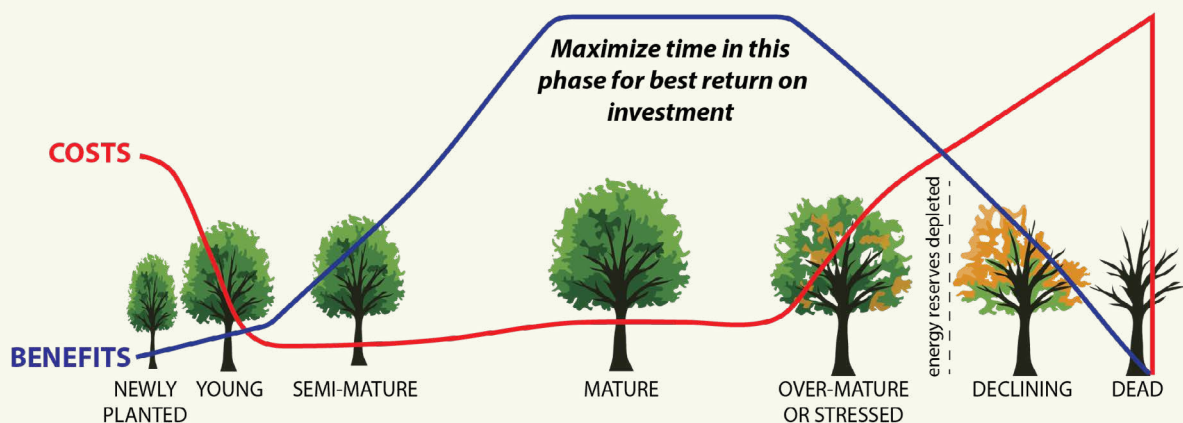 Maximize time in this
phase for best return on
investment
COSTS
BENEFITS
energy reserves depleted
NEWLY
PLANTED
YOUNG
SEMI-MATURE
MATURE
OVER-MATURE
OR STRESSED
DECLINING
DEAD